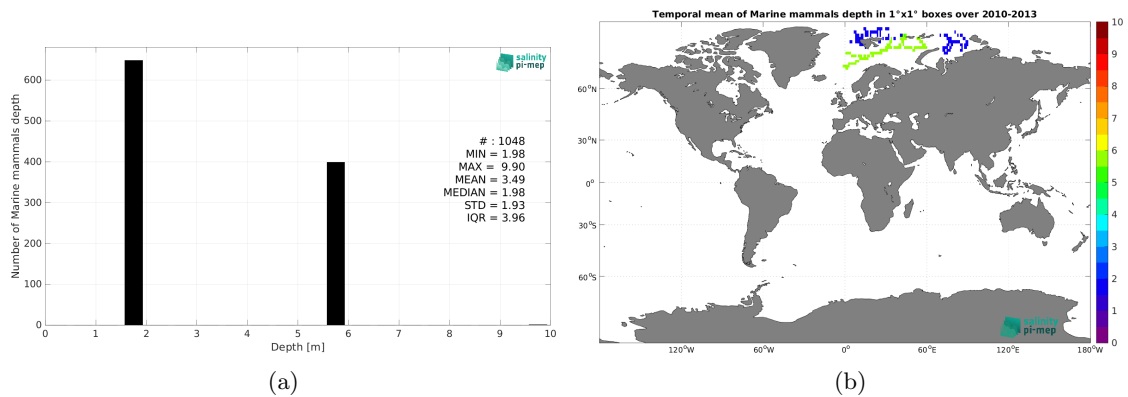 Number of Marine mammals depth
600
500
400
300
200
100
0
0 1 2 3 4 5 6 7 8 9 10
Depth [m]
salinity
pi-mep
# : 1048
MIN = 1.98
MAX = 9.90
MEAN = 3.49
MEDIAN = 1.98
STD = 1.93
IQR = 3.96
(a)
Temporal mean of Marine mammals depth in 1°x1° boxes over 2010-2013
60°N
30°N
0°
30°S
60°S
120°W 60°W 0° 60°E 120°E 180°W
salinity
pi-mep
10
9
8
7
6
5
4
3
2
1
0
(b)